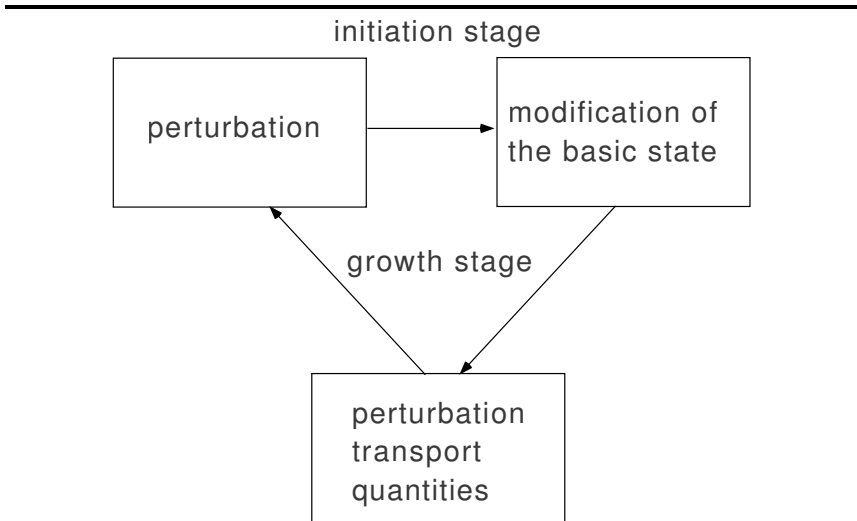 initiation stage
perturbation
modification of
the basic state
growth stage
perturbation
transport
quantities